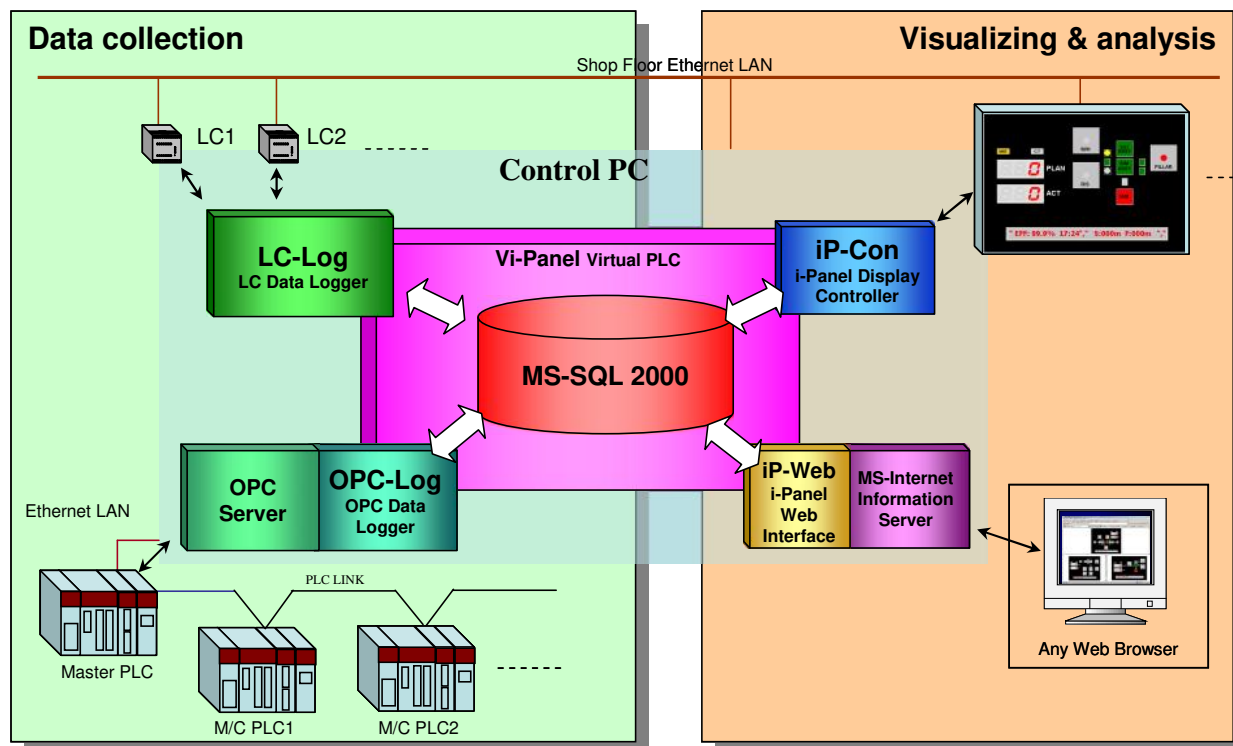 Data collection
Visualizing & analysis
Shop Floor Ethernet LAN
LC1
LC2
Control PC
PLAN
ACT
PILLAR
LC-Log
LC Data Logger
Vi-Panel Virtual PLC
iP-Con
i-Panel Display
Controller
MS-SQL 2000
OPC
Server
OPC-Log
OPC Data
Logger
iP-Web
i-Panel
Web
Interface
MS-Internet
Information
Server
Ethernet LAN
PLC LINK
Master PLC
M/C PLC1
M/C PLC2
Any Web Browser